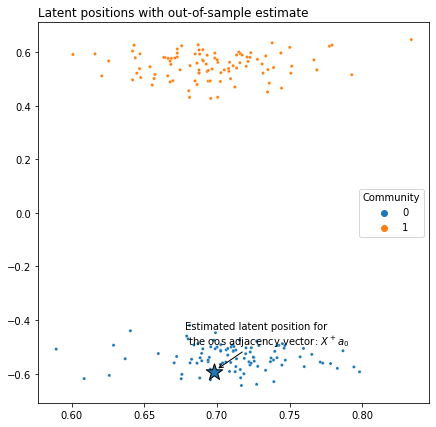 Latent positions with out-of-sample estimate
0.6
0.4
0.2
0.0
−0.2
−0.4
−0.6
Community
0
1
Estimated latent position for
the oos adjacency vector: X⁺a₀
0.60 0.65 0.70 0.75 0.80